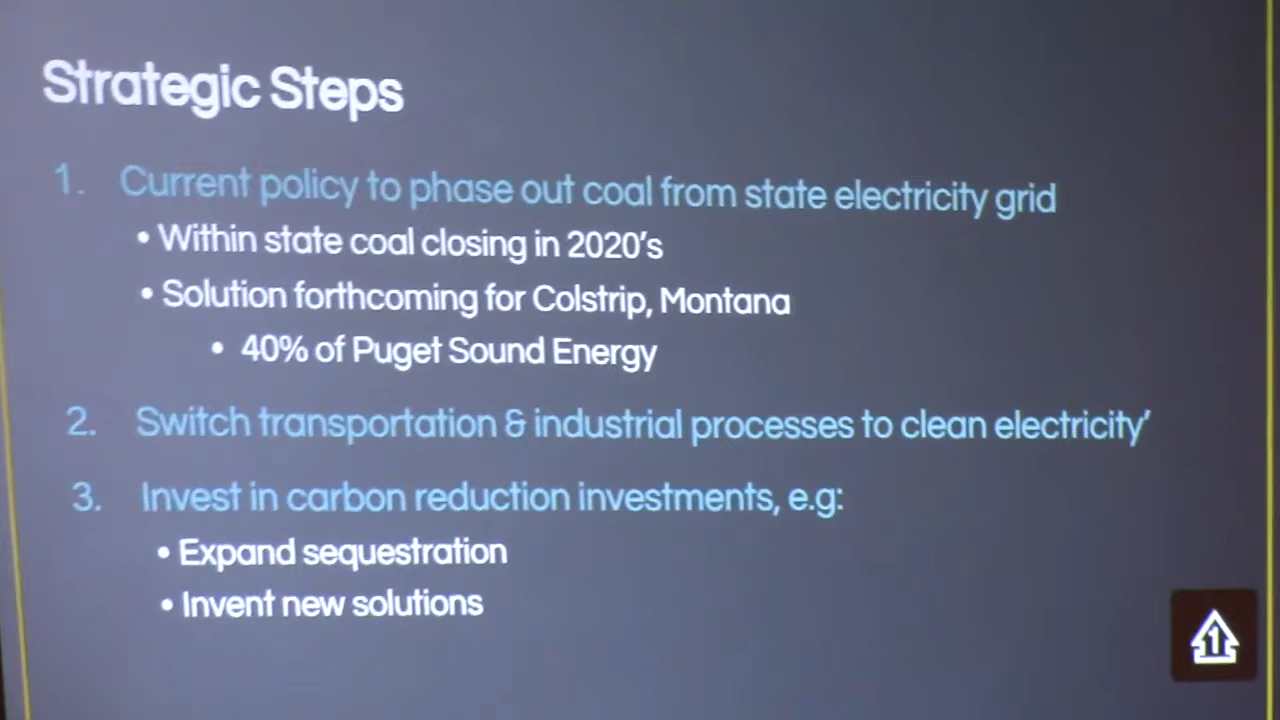 Strategic Steps
1. Current policy to phase out coal from state electricity grid
• Within state coal closing in 2020's
• Solution forthcoming for Colstrip, Montana
• 40% of Puget Sound Energy
2. Switch transportation & industrial processes to clean electricity'
3. Invest in carbon reduction investments, e.g:
• Expand sequestration
• Invent new solutions
1